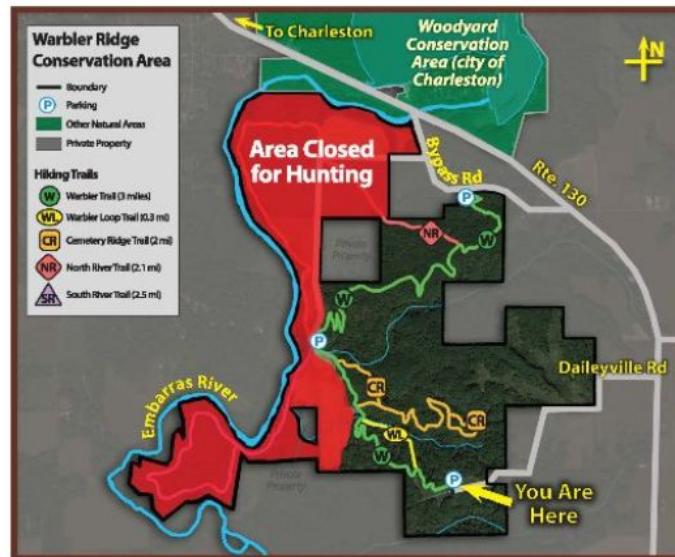 Warbler Ridge
Conservation Area
Boundary
P Parking
Other Natural Areas
Private Property
Hiking Trails
W Warbler Trail (3 miles)
WL Warbler Loop Trail (0.3 mi)
CR Cemetery Ridge Trail (2 mi)
NR North River Trail (2.1 mi)
SR South River Trail (2.5 mi)
To Charleston
Woodyard
Conservation
Area (city of
Charleston)
N
Area Closed
for Hunting
Bypass Rd
Rte. 130
P
NR
W
Private
Property
W
P
Daileyville Rd
CR
CR
Embarras River
WL
W
Private
Property
P
You Are
Here